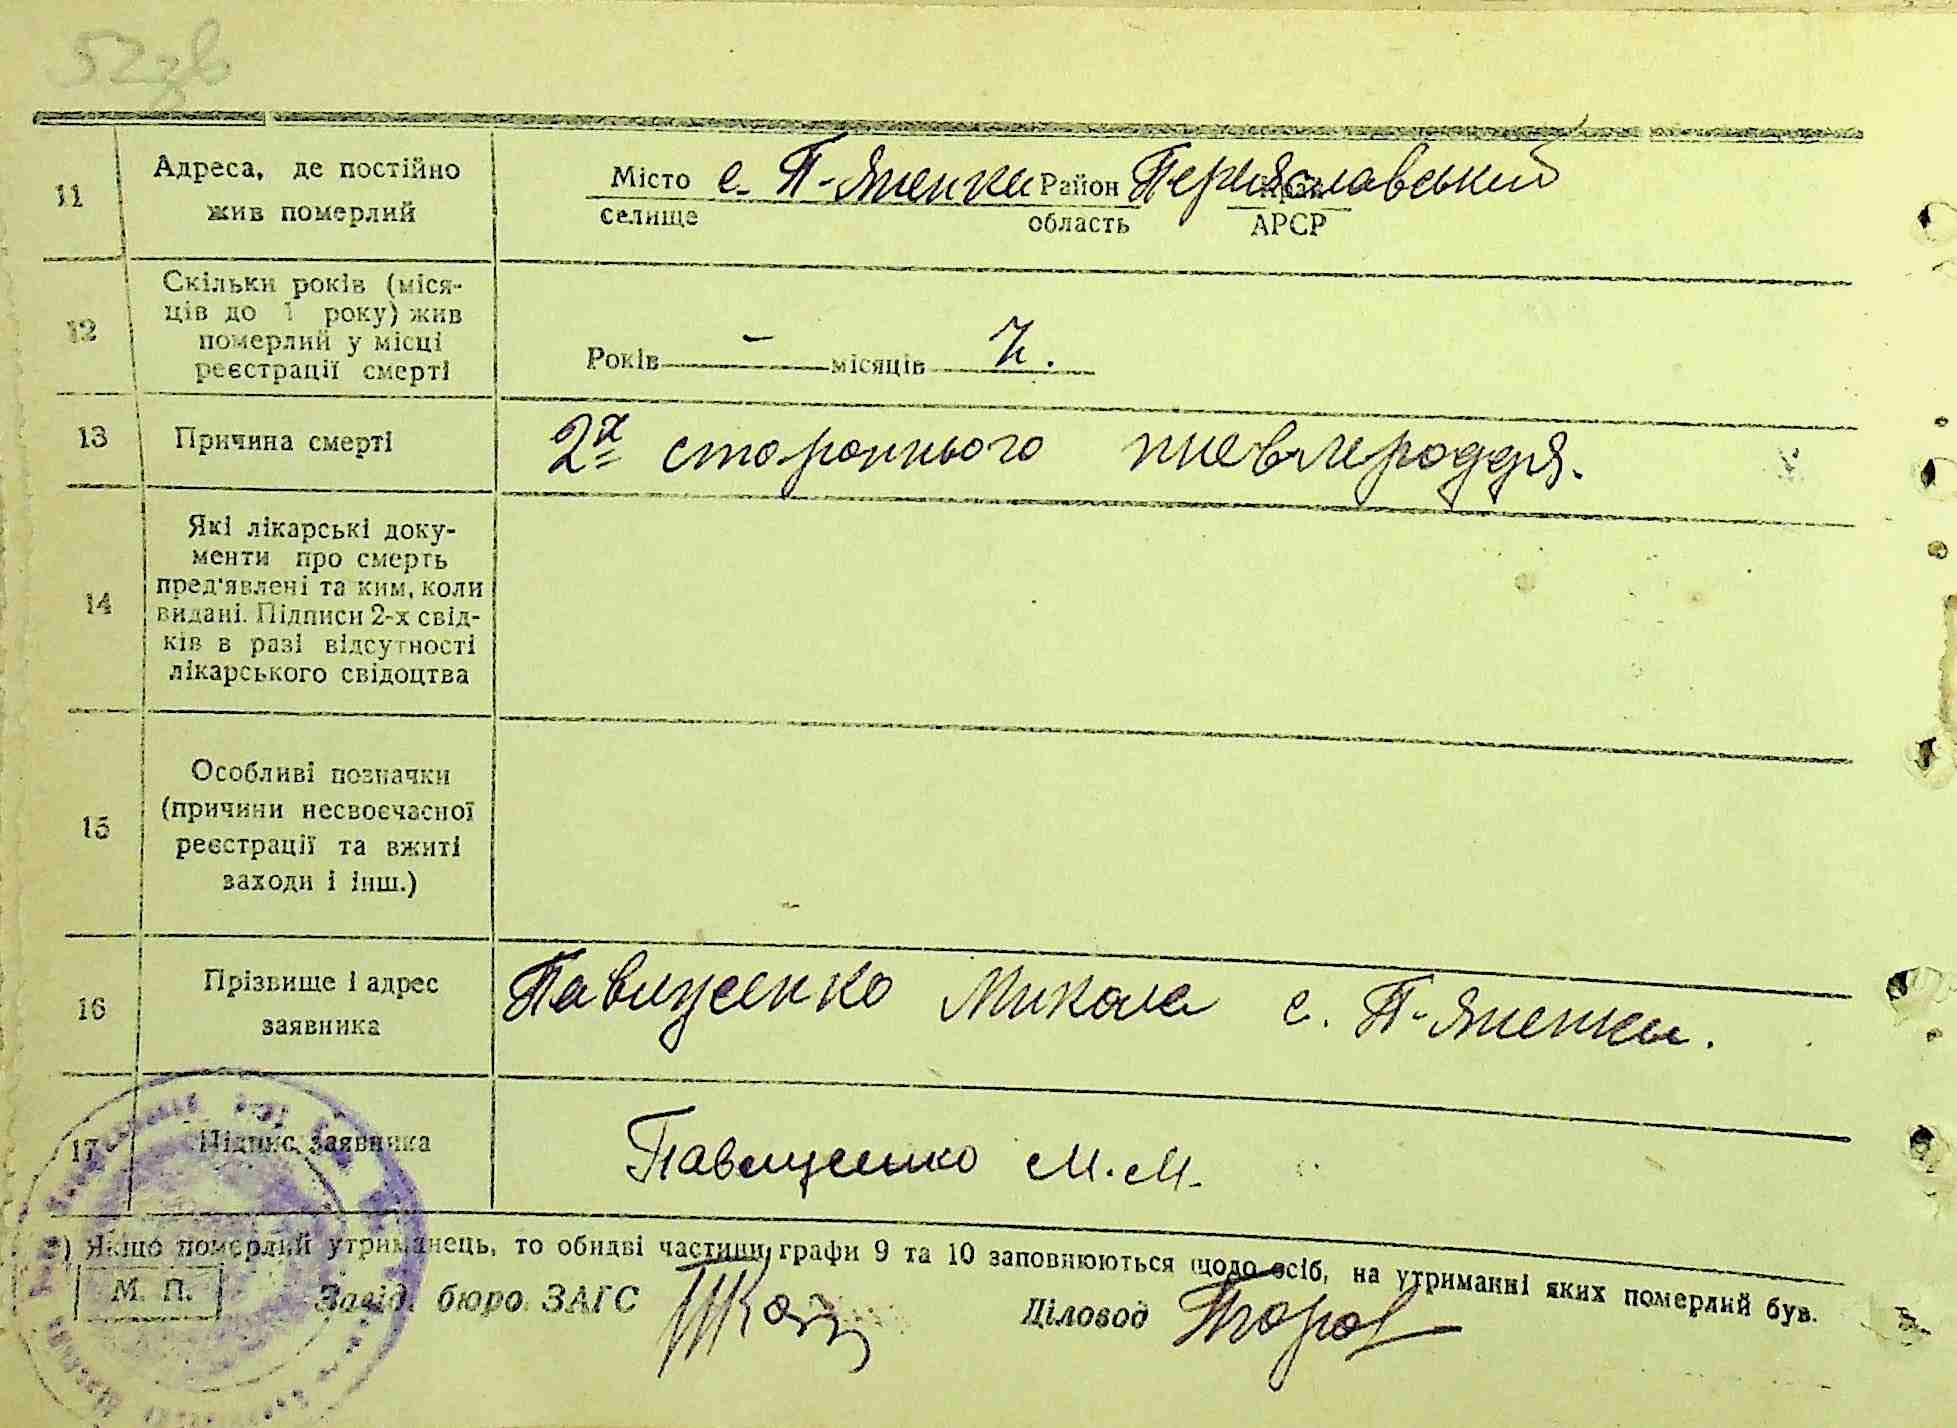 52зв
11 Адреса, де постійно жив померлий
Місто с. П-Яненки Район Переяславський Край
селище область АРСР
12 Скільки років (міся-
ців до 1 року) жив
померлий у місці
реєстрації смерті
Років — місяців 7.
13 Причина смерті 2х стороннього
14 Які лікарські доку-
менти про смерть
пред'явлені та ким, коли
видані. Підписи 2-х свід-
ків в разі відсутності
лікарського свідоцтва
15 Особливі позначки
(причини несвоєчасної
реєстрації та вжиті
заходи і інш.)
16 Прізвище і адрес
заявника
Павлущенко Микола с. П-Яненки.
17 Підпис заявника Павлущенко М.М.
*) Якщо померлий утриманець, то обидві частини графи 9 та 10 заповнюються щодо осіб, на утриманні яких померлий був.
М. П. Завід. бюро ЗАГС Діловод